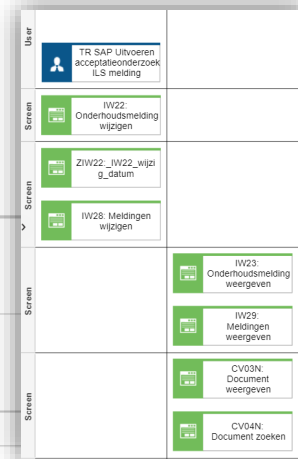 User
TR SAP Uitvoeren
acceptatieonderzoek
ILS melding
Screen
IW22:
Onderhoudsmelding
wijzigen
Screen
ZIW22:_IW22_wijzi
g_datum
IW28: Meldingen
wijzigen
Screen
IW23:
Onderhoudsmelding
weergeven
IW29:
Meldingen
weergeven
Screen
CV03N:
Document
weergeven
CV04N:
Document zoeken